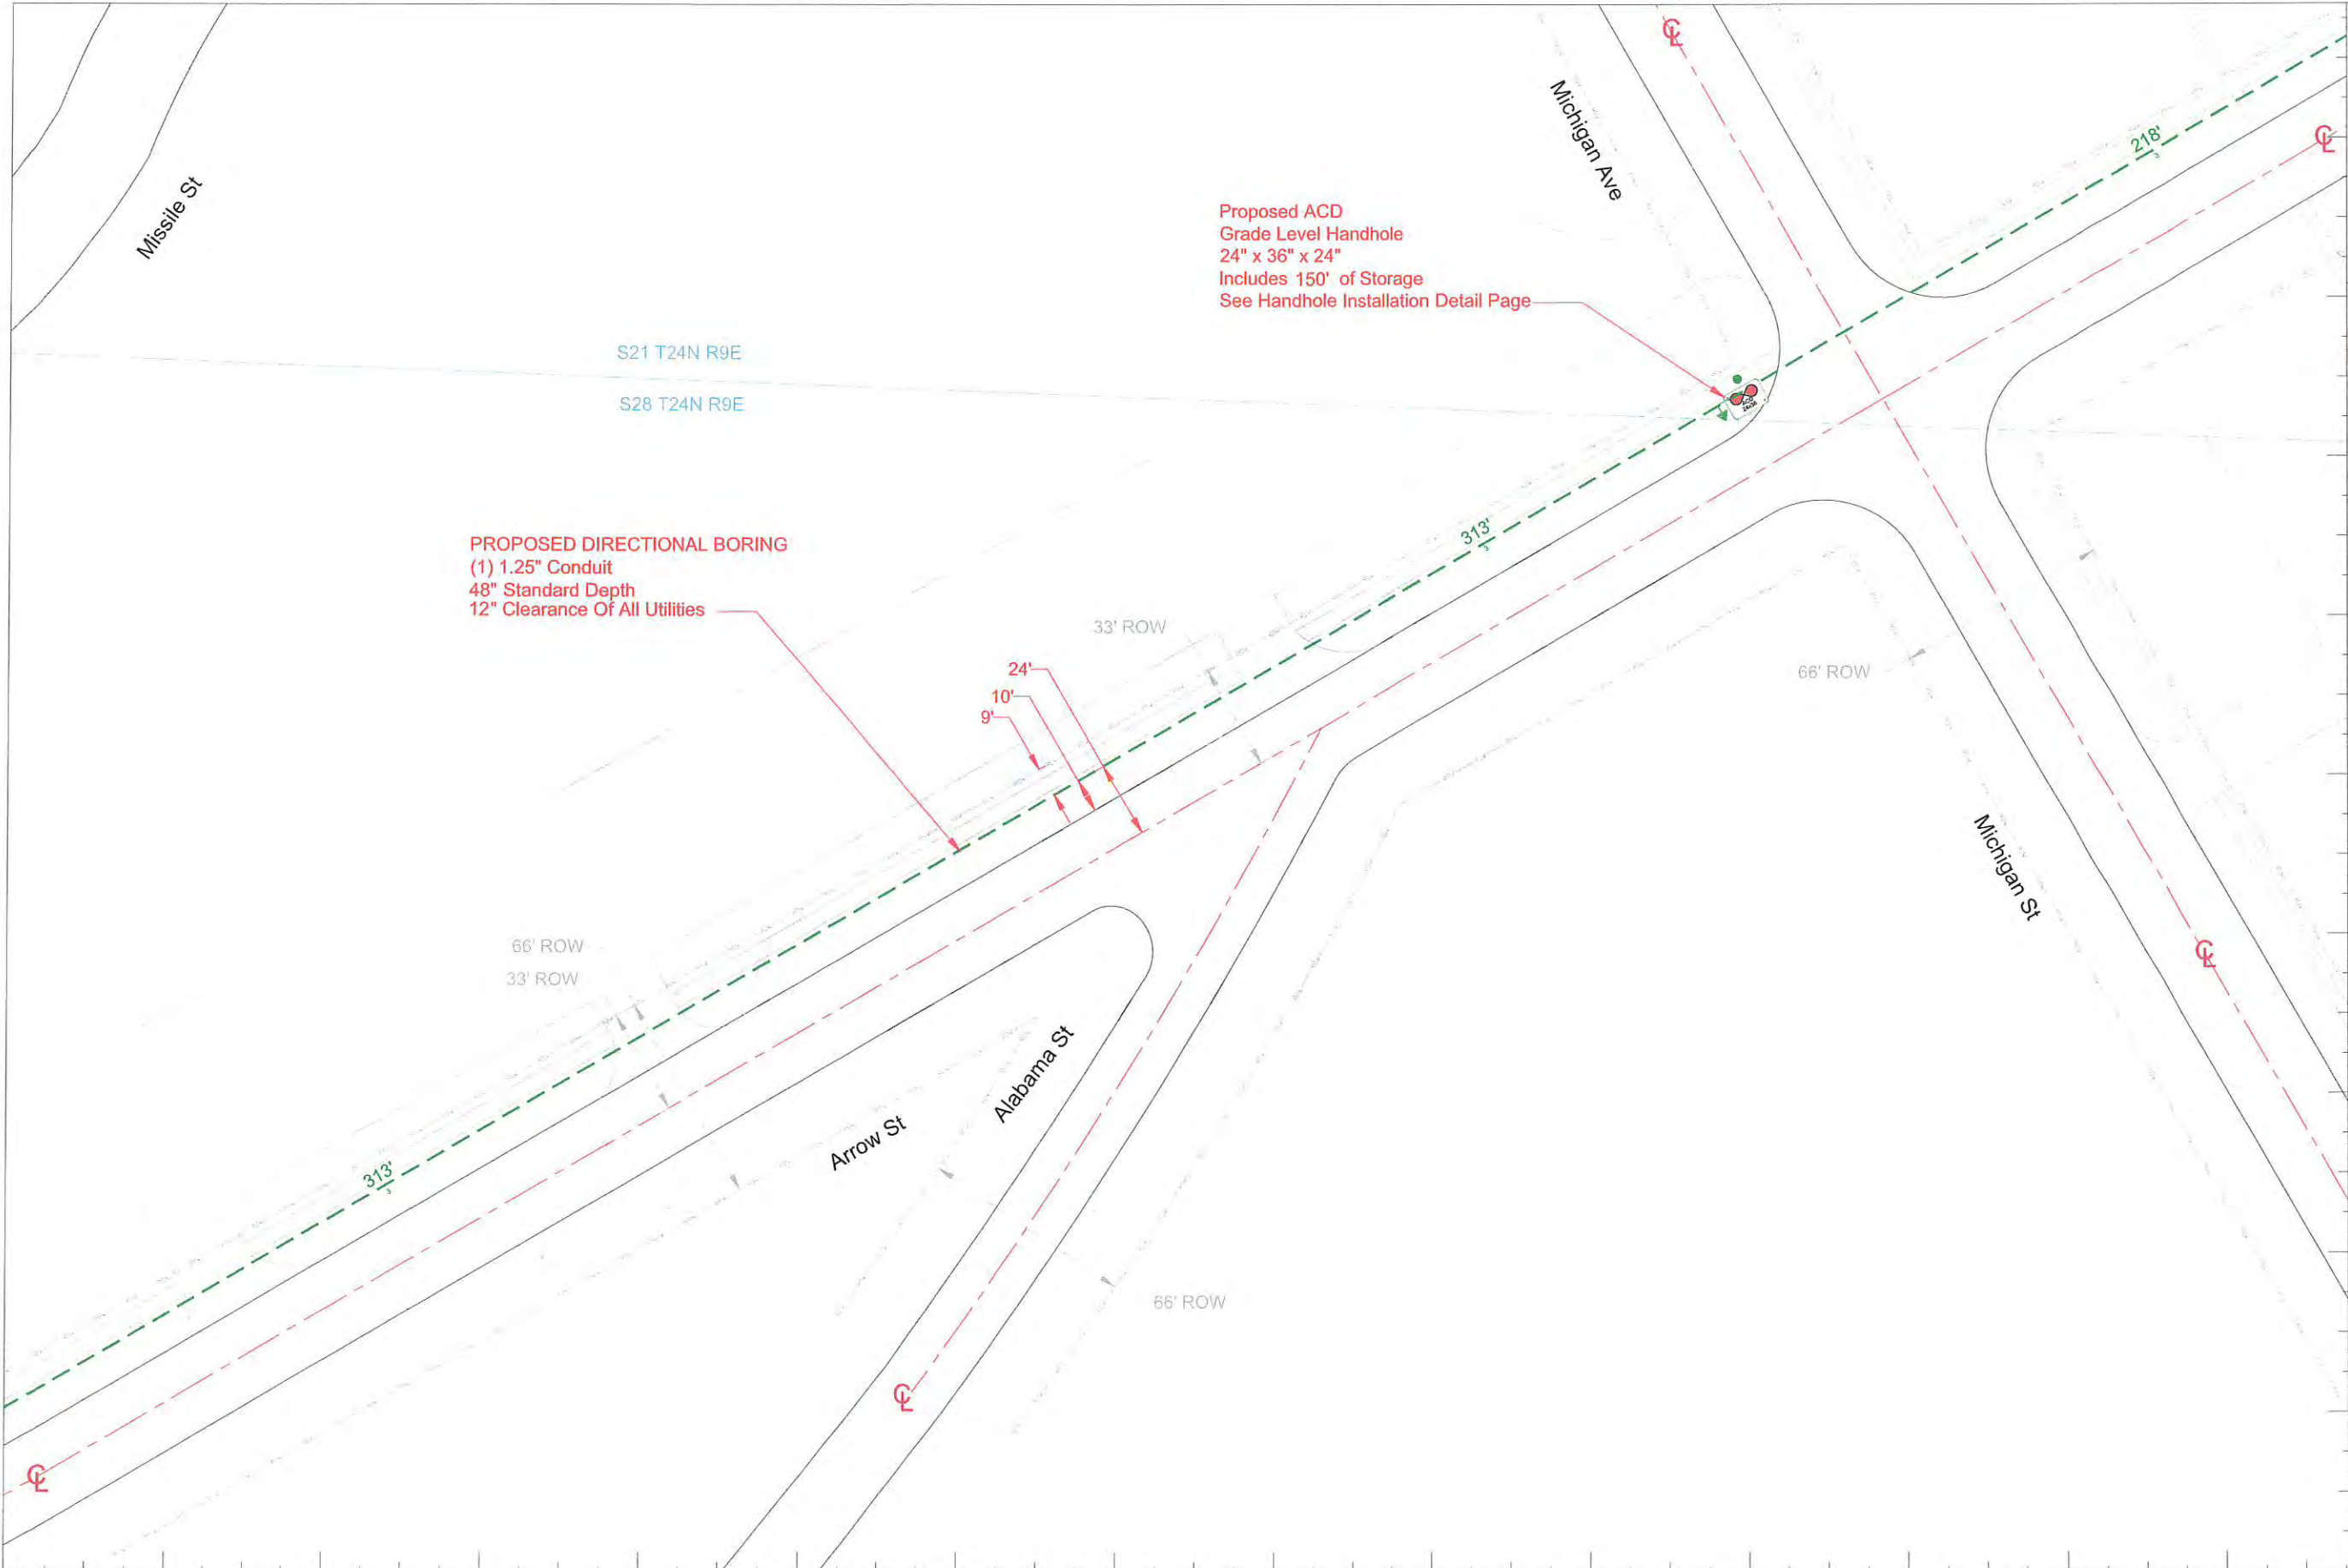 ℄
Michigan Ave
218'
℄
Missile St
Proposed ACD
Grade Level Handhole
24" x 36" x 24"
Includes 150' of Storage
See Handhole Installation Detail Page
S21 T24N R9E
S28 T24N R9E
ACD
313'
PROPOSED DIRECTIONAL BORING
(1) 1.25" Conduit
48" Standard Depth
12" Clearance Of All Utilities
33' ROW
24'
10'
9'
66' ROW
Michigan St
66' ROW
33' ROW
℄
Alabama St
Arrow St
313'
66' ROW
℄
℄